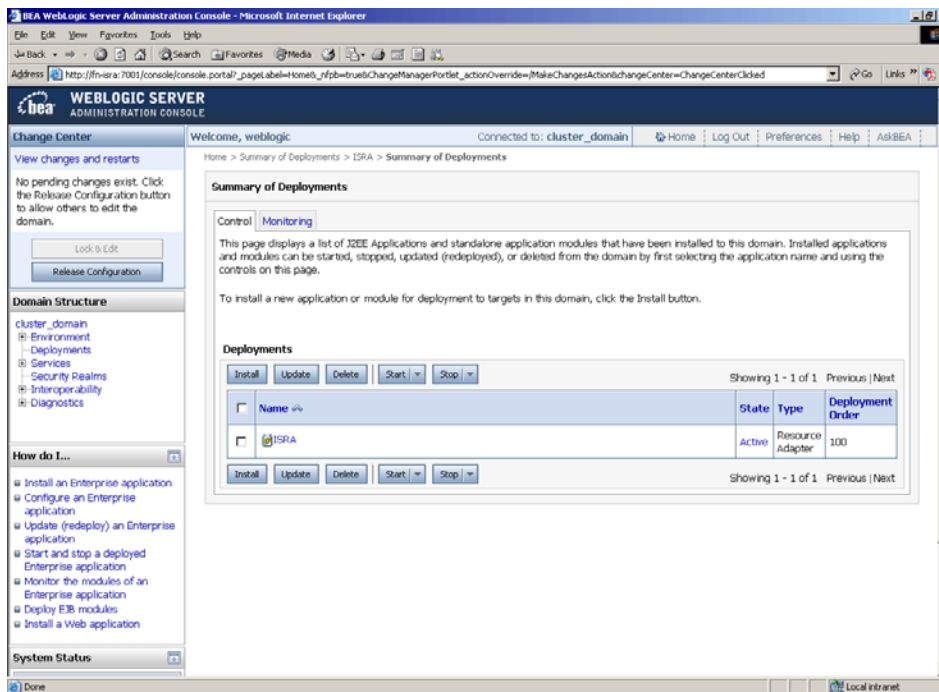 BEA WebLogic Server Administration Console - Microsoft Internet Explorer
File Edit View Favorites Tools Help
Back Search Favorites Media
Address http://fn-isra:7001/console/console.portal?_pageLabel=Home&_nfpb=true&ChangeManagerPortlet_actionOverride=/MakeChangesAction&changeCenter=ChangeCenterClicked Go Links »
bea WEBLOGIC SERVER
ADMINISTRATION CONSOLE
Change Center
View changes and restarts
No pending changes exist. Click
the Release Configuration button
to allow others to edit the
domain.
Lock & Edit
Release Configuration
Domain Structure
cluster_domain
Environment
Deployments
Services
Security Realms
Interoperability
Diagnostics
How do I...
Install an Enterprise application
Configure an Enterprise
application
Update (redeploy) an Enterprise
application
Start and stop a deployed
Enterprise application
Monitor the modules of an
Enterprise application
Deploy EJB modules
Install a Web application
System Status
Welcome, weblogic Connected to: cluster_domain Home Log Out Preferences Help AskBEA
Home > Summary of Deployments > ISRA > Summary of Deployments
Summary of Deployments
Control Monitoring
This page displays a list of J2EE Applications and standalone application modules that have been installed to this domain. Installed applications
and modules can be started, stopped, updated (redeployed), or deleted from the domain by first selecting the application name and using the
controls on this page.
To install a new application or module for deployment to targets in this domain, click the Install button.
Deployments
Install Update Delete Start Stop Showing 1 - 1 of 1 Previous | Next
Name State Type Deployment
Order
ISRA Active Resource
Adapter 100
Install Update Delete Start Stop Showing 1 - 1 of 1 Previous | Next
Done Local intranet